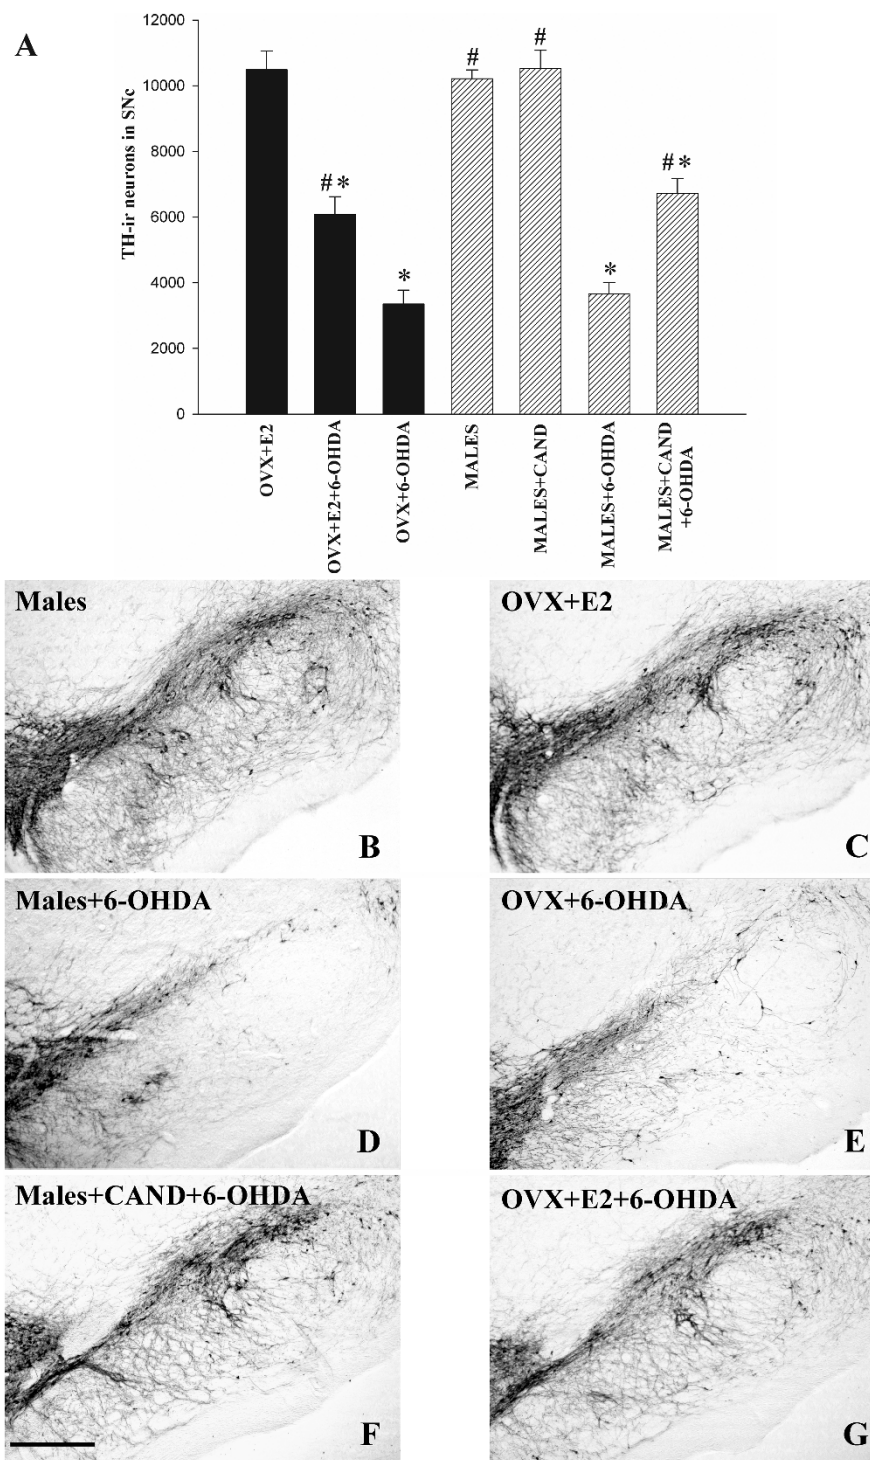 A
TH-ir neurons in SNc
12000
10000
8000
6000
4000
2000
0
# *
*
#
#
*
# *
OVX+E2
OVX+E2+6-OHDA
OVX+6-OHDA
MALES
MALES+CAND
MALES+6-OHDA
MALES+CAND
+6-OHDA
Males
B
OVX+E2
C
Males+6-OHDA
D
OVX+6-OHDA
E
Males+CAND+6-OHDA
F
OVX+E2+6-OHDA
G